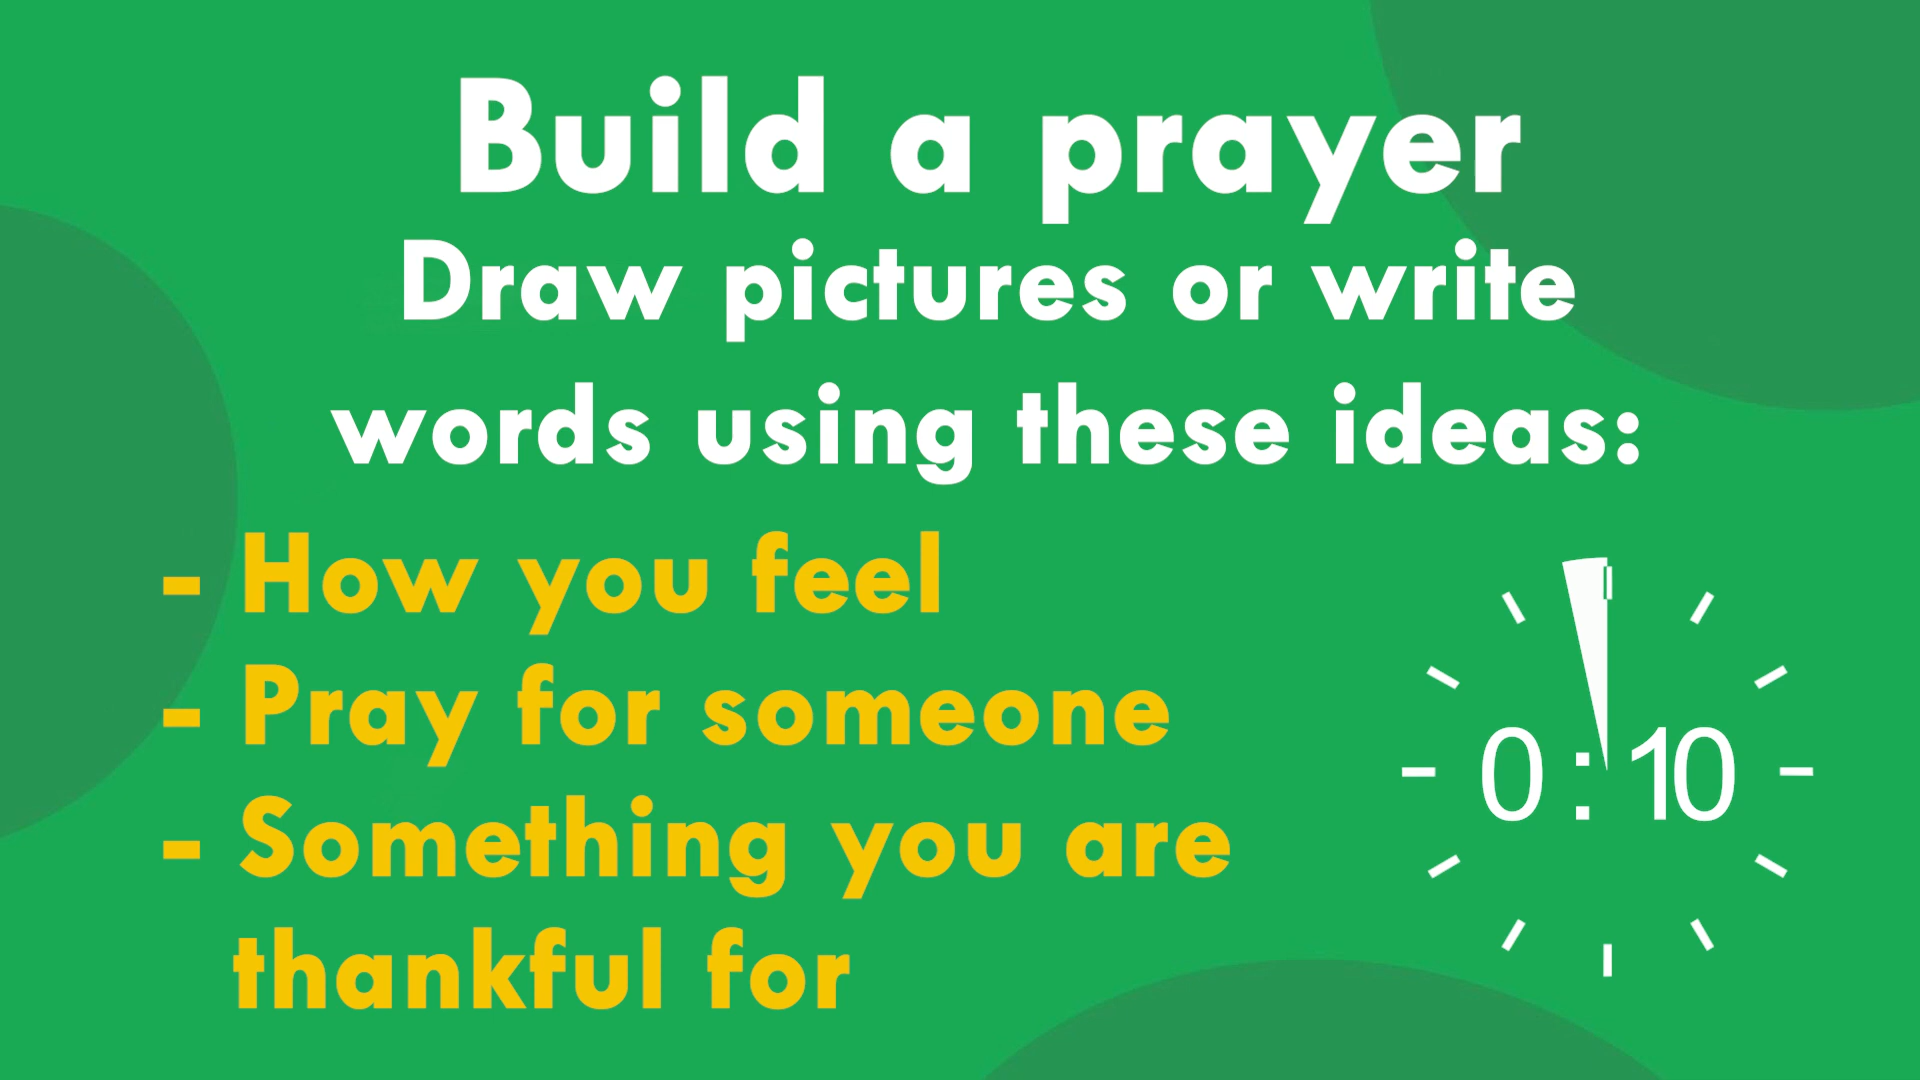 Build a prayer
Draw pictures or write
words using these ideas:
- How you feel
- Pray for someone
- Something you are
thankful for
0:10